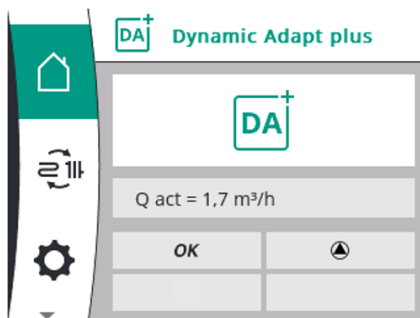 DA+ Dynamic Adapt plus
DA+
Q act = 1,7 m³/h
OK